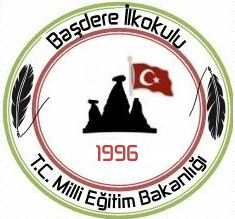 Başdere İlkokulu
1996
T.C. Milli Eğitim Bakanlığı